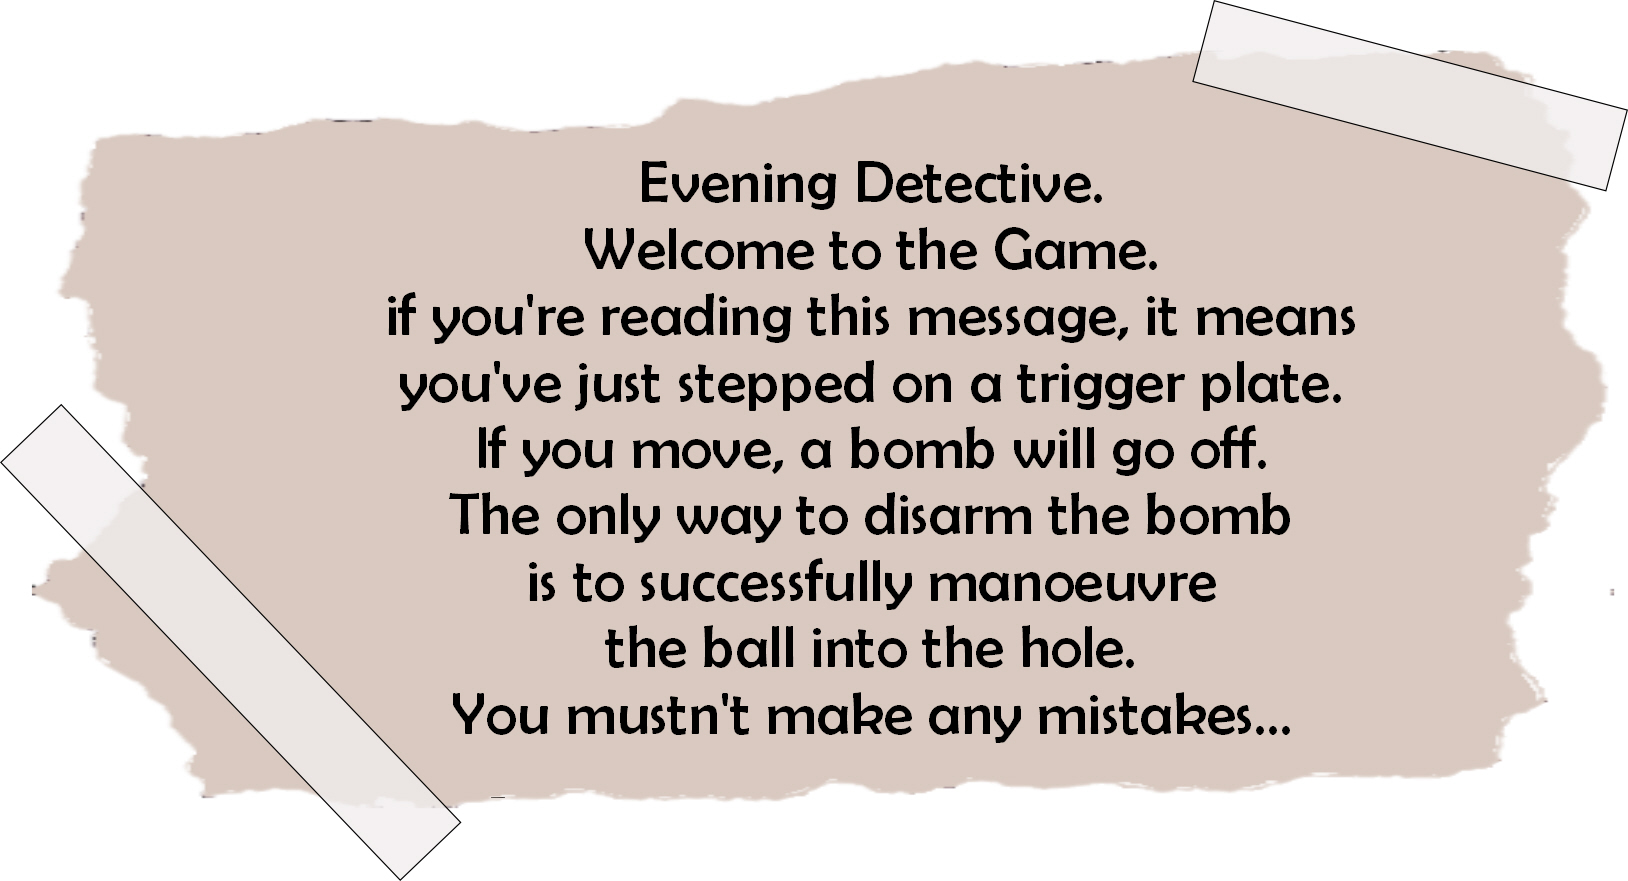 Evening Detective.
Welcome to the Game.
if you're reading this message, it means
you've just stepped on a trigger plate.
If you move, a bomb will go off.
The only way to disarm the bomb
is to successfully manoeuvre
the ball into the hole.
You mustn't make any mistakes...